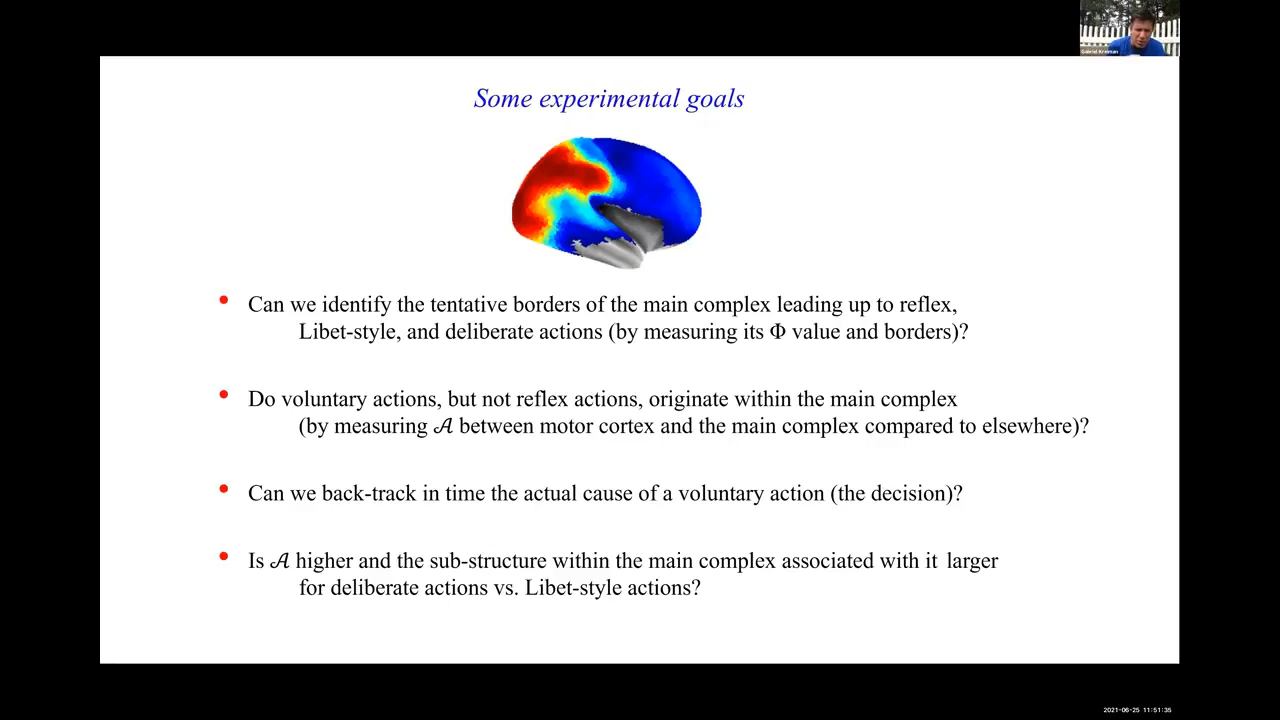 Gabriel Kreiman
Some experimental goals
• Can we identify the tentative borders of the main complex leading up to reflex,
Libet-style, and deliberate actions (by measuring its Φ value and borders)?
• Do voluntary actions, but not reflex actions, originate within the main complex
(by measuring 𝒜 between motor cortex and the main complex compared to elsewhere)?
• Can we back-track in time the actual cause of a voluntary action (the decision)?
• Is 𝒜 higher and the sub-structure within the main complex associated with it larger
for deliberate actions vs. Libet-style actions?
2021-06-25 11:51:35